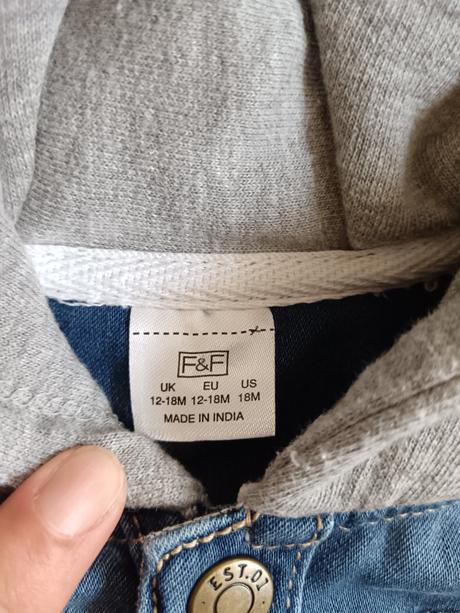 F&F
UK EU US
12-18M 12-18M 18M
MADE IN INDIA
EST.01